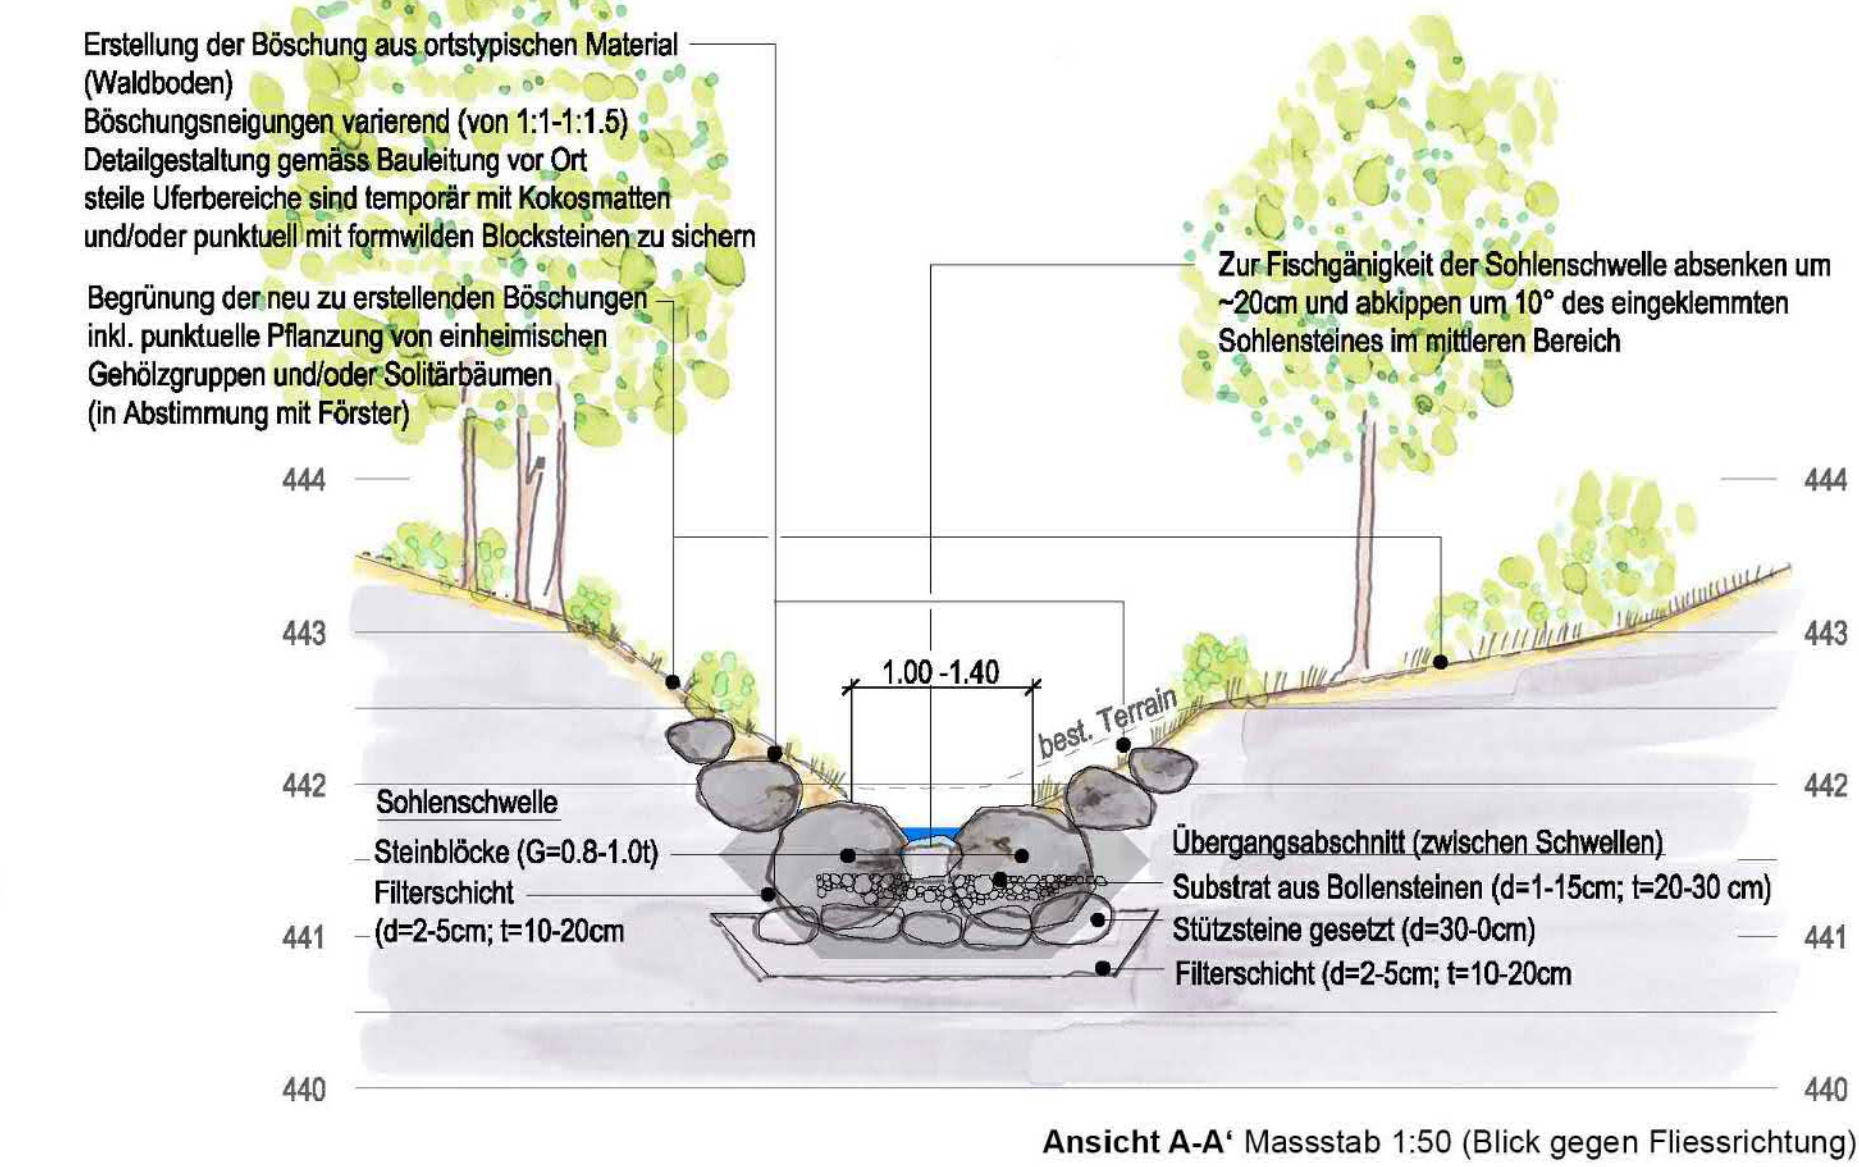 Erstellung der Böschung aus ortstypischen Material
(Waldboden)
Böschungsneigungen varierend (von 1:1-1:1.5)
Detailgestaltung gemäss Bauleitung vor Ort
steile Uferbereiche sind temporär mit Kokosmatten
und/oder punktuell mit formwilden Blocksteinen zu sichern
Begrünung der neu zu erstellenden Böschungen
inkl. punktuelle Pflanzung von einheimischen
Gehölzgruppen und/oder Solitärbäumen
(in Abstimmung mit Förster)
Zur Fischgänigkeit der Sohlenschwelle absenken um
~20cm und abkippen um 10° des eingeklemmten
Sohlensteines im mittleren Bereich
444
444
443
443
1.00 -1.40
best. Terrain
442
442
Sohlenschwelle
Steinblöcke (G=0.8-1.0t)
Filterschicht
(d=2-5cm; t=10-20cm
Übergangsabschnitt (zwischen Schwellen)
Substrat aus Bollensteinen (d=1-15cm; t=20-30 cm)
Stützsteine gesetzt (d=30-0cm)
Filterschicht (d=2-5cm; t=10-20cm
441
441
440
440
Ansicht A-A‘ Massstab 1:50 (Blick gegen Fliessrichtung)